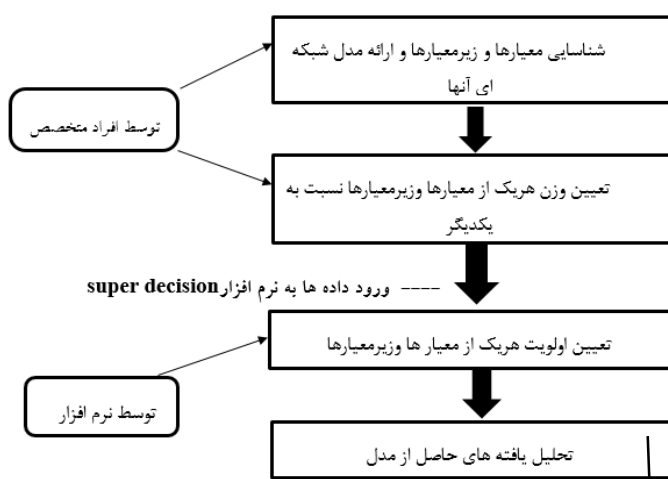 شناسایی معیارها و زیرمعیارها و ارائه مدل شبکه
ای آنها
توسط افراد متخصص
تعیین وزن هریک از معیارها وزیرمعیارها نسبت به
یکدیگر
---- ورود داده ها به نرم افزارsuper decision
تعیین اولویت هریک از معیار ها وزیرمعیارها
توسط نرم افزار
تحلیل یافته های حاصل از مدل